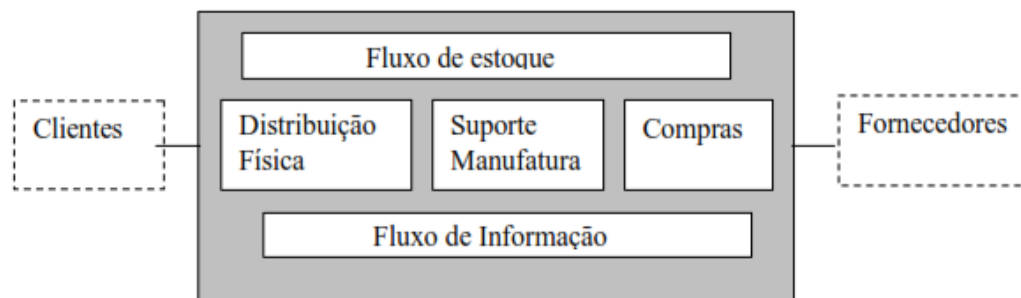 Fluxo de estoque
Clientes
Distribuição
Física
Suporte
Manufatura
Compras
Fornecedores
Fluxo de Informação